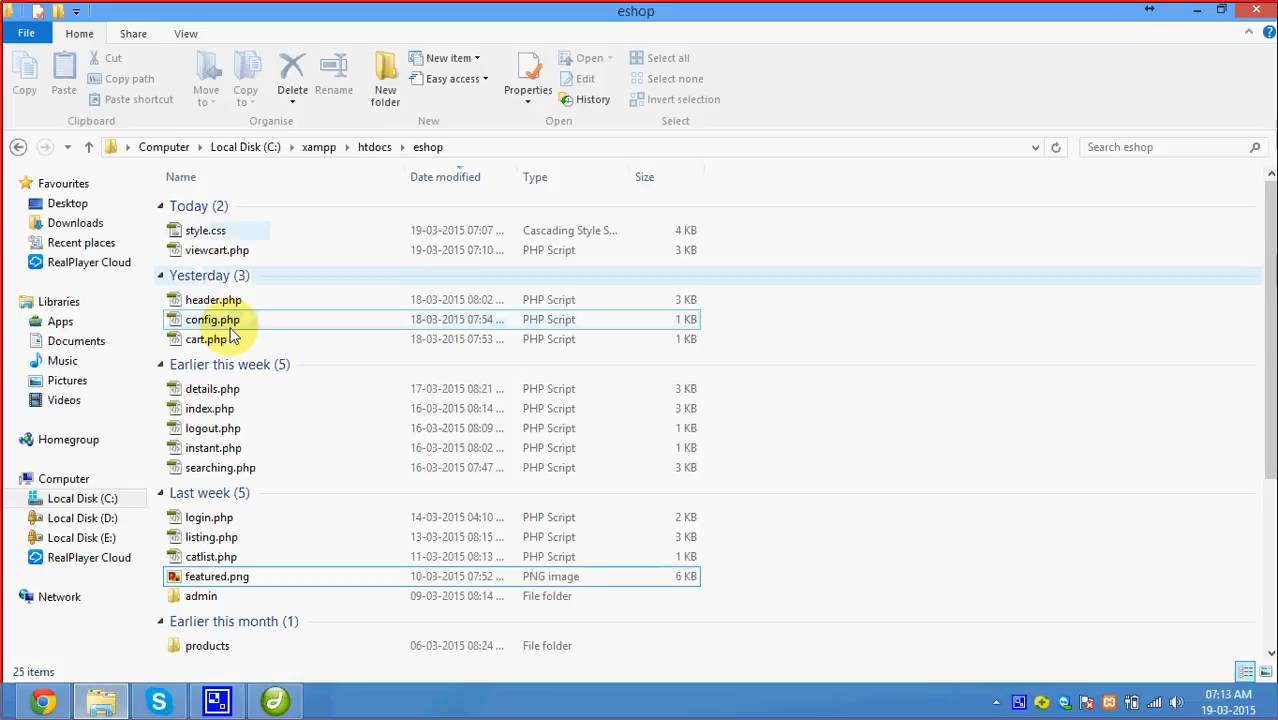 eshop
File Home Share View
Copy
Paste
Cut
Copy path
Paste shortcut
Clipboard
Move to
Copy to
Delete
Rename
Organise
New folder
New item
Easy access
New
Properties
Open
Edit
History
Open
Select all
Select none
Invert selection
Select
Computer Local Disk (C:) xampp htdocs eshop
Search eshop
Favourites
Desktop
Downloads
Recent places
RealPlayer Cloud
Libraries
Apps
Documents
Music
Pictures
Videos
Homegroup
Computer
Local Disk (C:)
Local Disk (D:)
Local Disk (E:)
RealPlayer Cloud
Network
Name Date modified Type Size
Today (2)
style.css 19-03-2015 07:07 ... Cascading Style S... 4 KB
viewcart.php 19-03-2015 07:10 ... PHP Script 3 KB
Yesterday (3)
header.php 18-03-2015 08:02 ... PHP Script 3 KB
config.php 18-03-2015 07:54 ... PHP Script 1 KB
cart.php 18-03-2015 07:53 ... PHP Script 1 KB
Earlier this week (5)
details.php 17-03-2015 08:21 ... PHP Script 3 KB
index.php 16-03-2015 08:14 ... PHP Script 3 KB
logout.php 16-03-2015 08:09 ... PHP Script 1 KB
instant.php 16-03-2015 08:02 ... PHP Script 1 KB
searching.php 16-03-2015 07:47 ... PHP Script 3 KB
Last week (5)
login.php 14-03-2015 04:10 ... PHP Script 2 KB
listing.php 13-03-2015 08:15 ... PHP Script 3 KB
catlist.php 11-03-2015 08:13 ... PHP Script 1 KB
featured.png 10-03-2015 07:52 ... PNG image 6 KB
admin 09-03-2015 08:14 ... File folder
Earlier this month (1)
products 06-03-2015 08:24 ... File folder
25 items
07:13 AM
19-03-2015